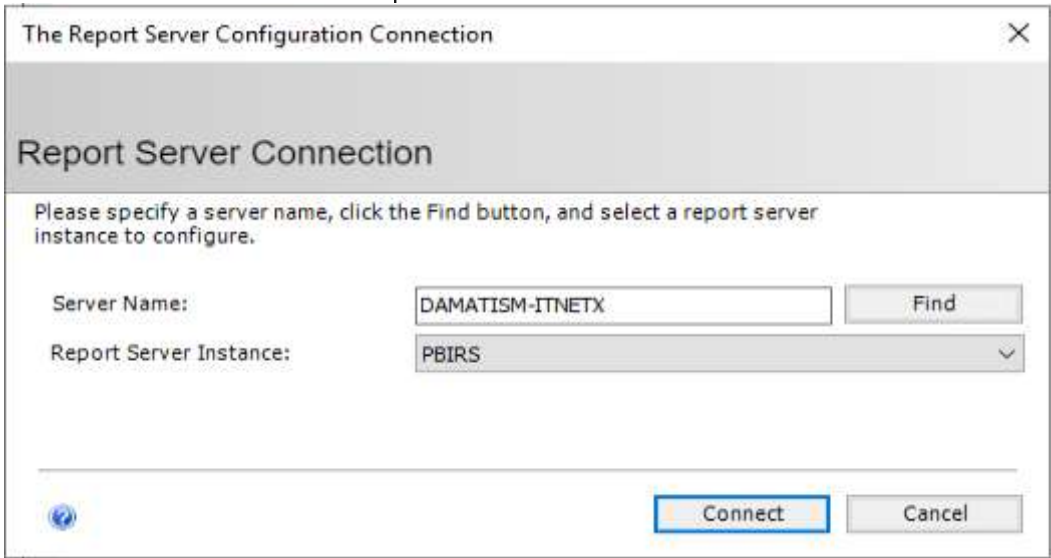 The Report Server Configuration Connection
Report Server Connection
Please specify a server name, click the Find button, and select a report server
instance to configure.
Server Name:
DAMATISM-ITNETX
Find
Report Server Instance:
PBIRS
Connect
Cancel